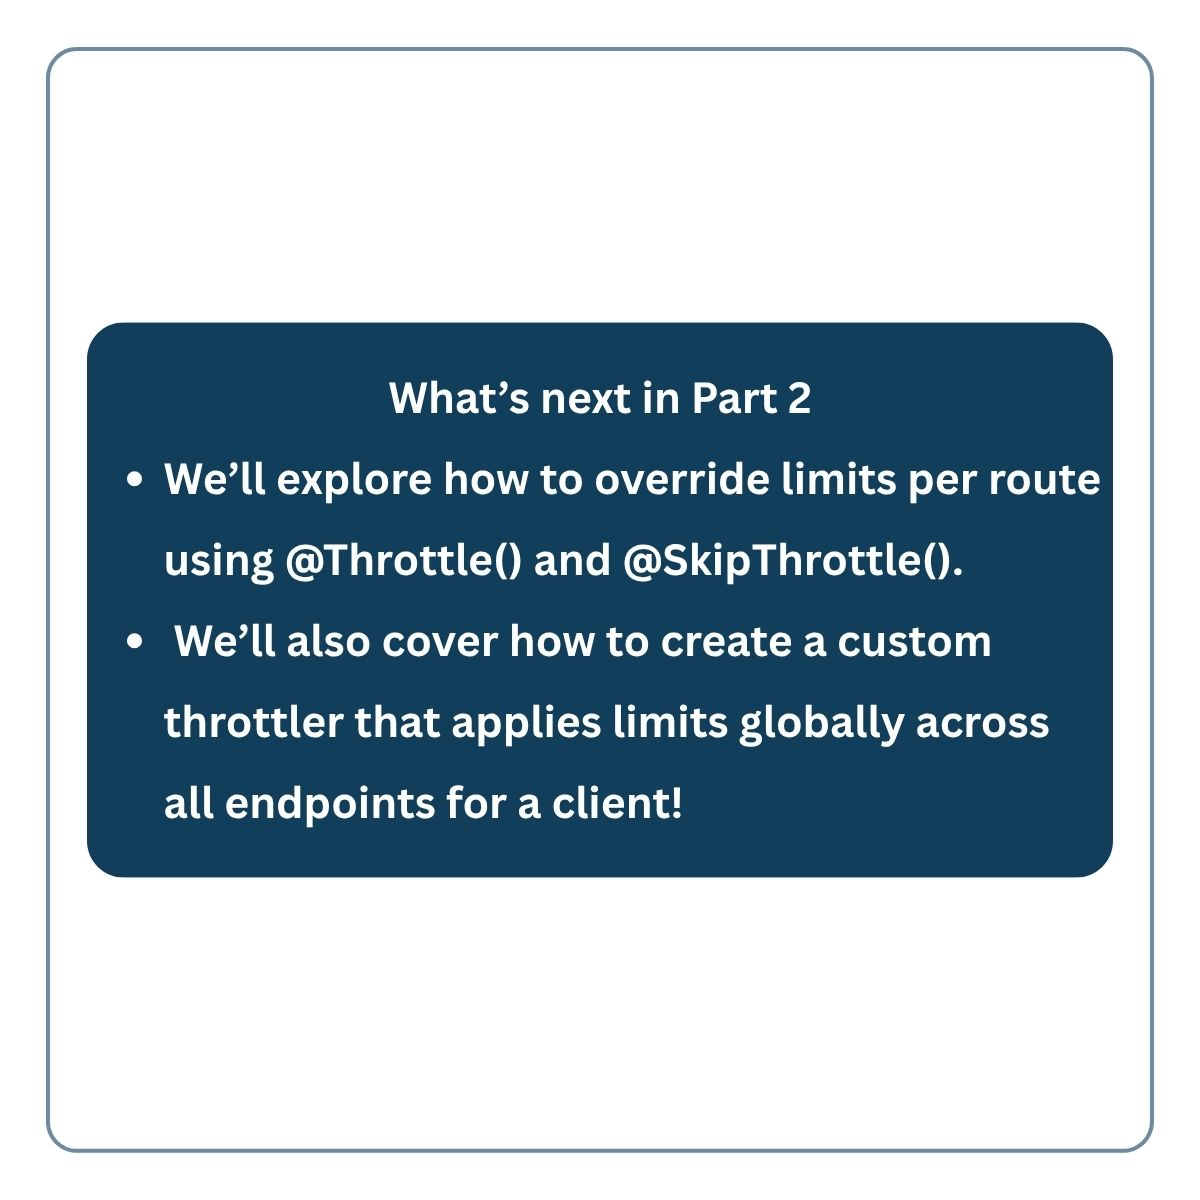 What’s next in Part 2
• We’ll explore how to override limits per route
using @Throttle() and @SkipThrottle().
• We’ll also cover how to create a custom
throttler that applies limits globally across
all endpoints for a client!